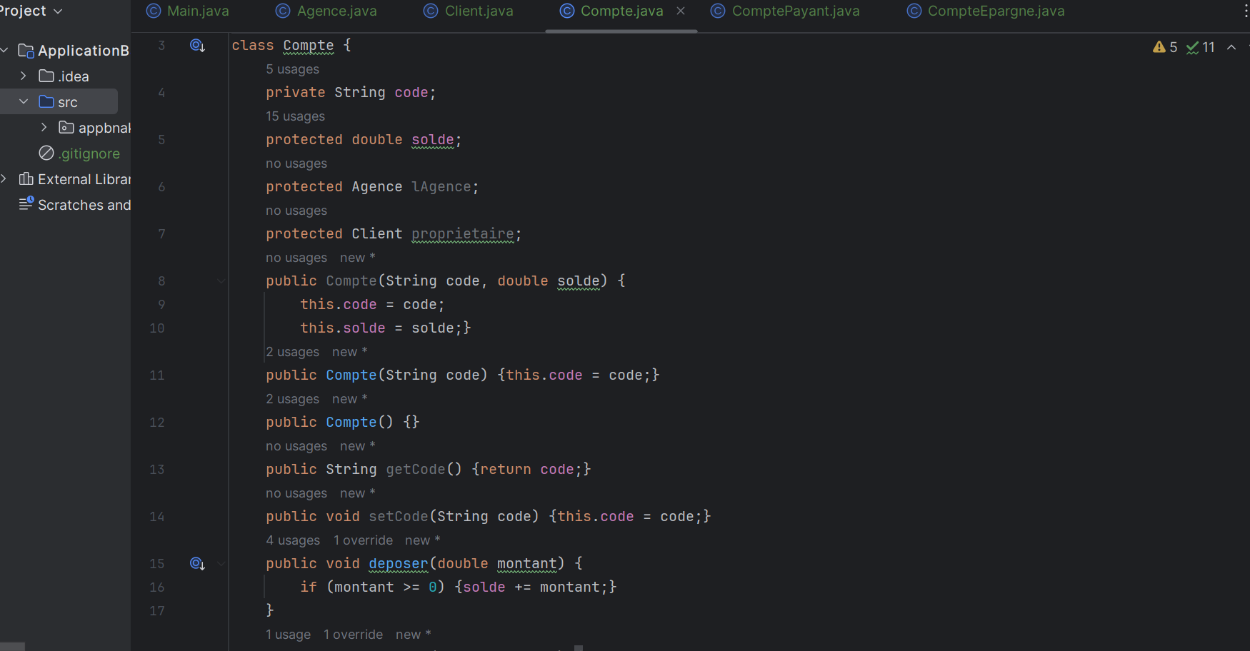 Project
Main.java Agence.java Client.java Compte.java ComptePayant.java CompteEpargne.java
ApplicationB
.idea
src
appbnak
.gitignore
External Librar
Scratches and
5 11
3 class Compte {
5 usages
4 private String code;
15 usages
5 protected double solde;
no usages
6 protected Agence lAgence;
no usages
7 protected Client proprietaire;
no usages new *
8 public Compte(String code, double solde) {
9 this.code = code;
10 this.solde = solde;}
2 usages new *
11 public Compte(String code) {this.code = code;}
2 usages new *
12 public Compte() {}
no usages new *
13 public String getCode() {return code;}
no usages new *
14 public void setCode(String code) {this.code = code;}
4 usages 1 override new *
15 public void deposer(double montant) {
16 if (montant >= 0) {solde += montant;}
17 }
1 usage 1 override new *